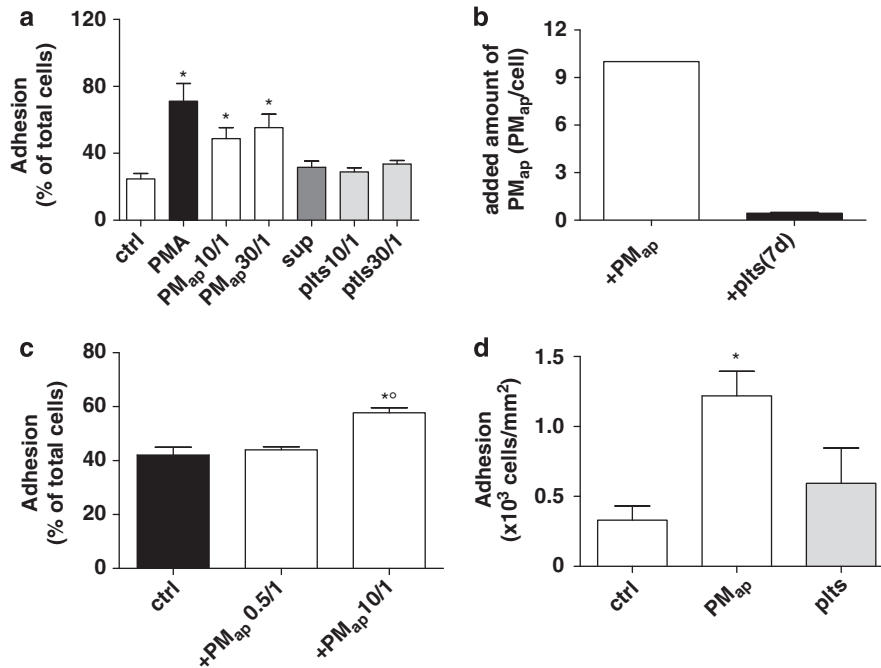 a
Adhesion
(% of total cells)
120
80
40
0
*
*
*
ctrl
PMA
PMap 10/1
PMap30/1
sup
plts10/1
ptls30/1
b
added amount of
PMap (PMap/cell)
12
9
6
3
0
+PMap
+plts(7d)
c
Adhesion
(% of total cells)
80
60
40
20
0
*°
ctrl
+PMap 0.5/1
+PMap 10/1
d
Adhesion
(x10³ cells/mm²)
1.5
1.0
0.5
0
*
ctrl
PMap
plts